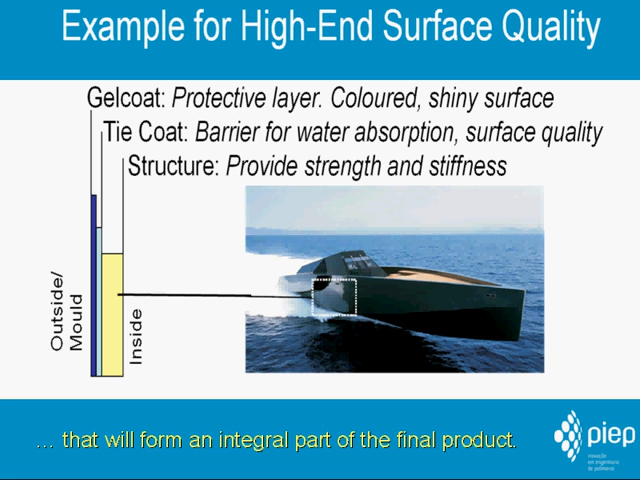 Example for High-End Surface Quality
Gelcoat: Protective layer. Coloured, shiny surface
Tie Coat: Barrier for water absorption, surface quality
Structure: Provide strength and stiffness
Outside/
Mould
Inside
... that will form an integral part of the final product.
piep
inovação
em engenharia
de polímeros